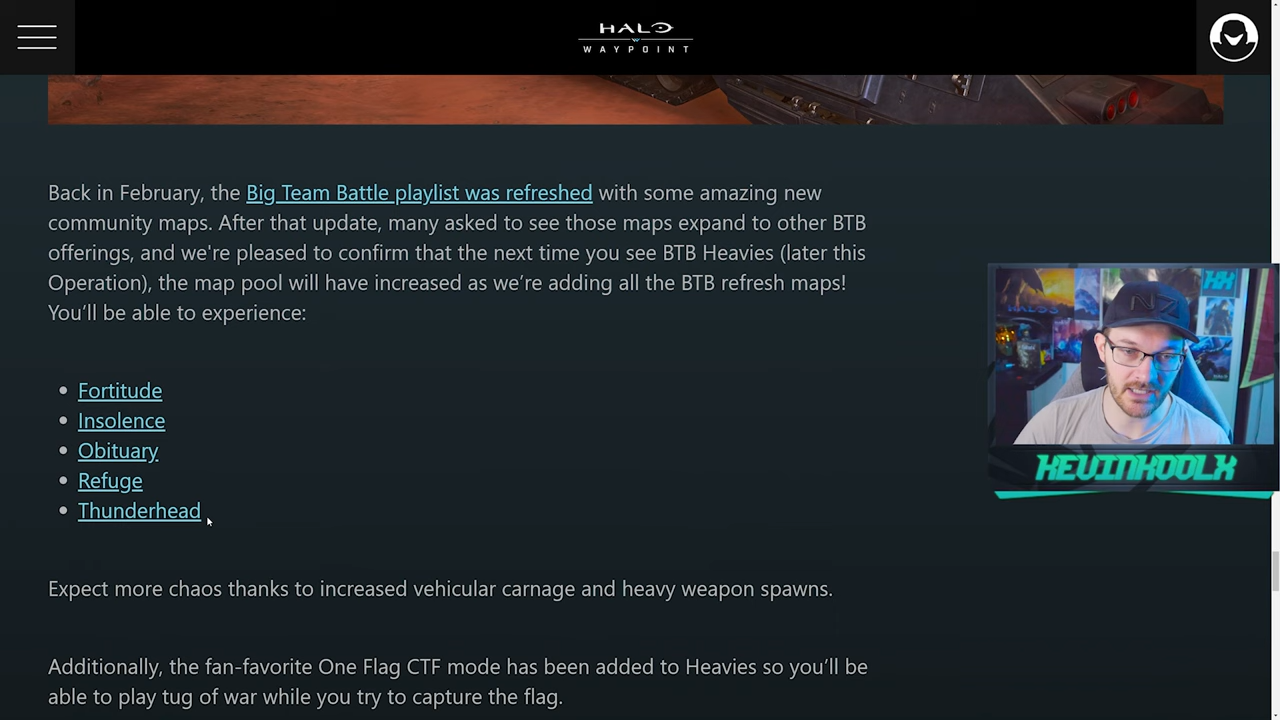 HALO
WAYPOINT
Back in February, the Big Team Battle playlist was refreshed with some amazing new
community maps. After that update, many asked to see those maps expand to other BTB
offerings, and we're pleased to confirm that the next time you see BTB Heavies (later this
Operation), the map pool will have increased as we’re adding all the BTB refresh maps!
You’ll be able to experience:
Fortitude
Insolence
Obituary
Refuge
Thunderhead
KEVINKOOLX
Expect more chaos thanks to increased vehicular carnage and heavy weapon spawns.
Additionally, the fan-favorite One Flag CTF mode has been added to Heavies so you’ll be
able to play tug of war while you try to capture the flag.